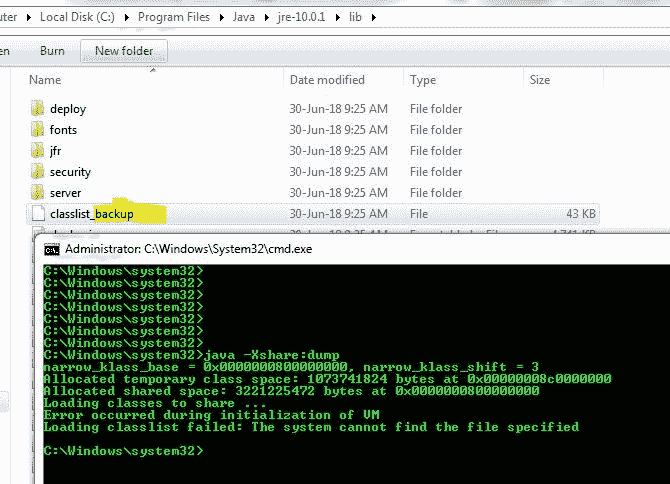 uter ▸ Local Disk (C:) ▸ Program Files ▸ Java ▸ jre-10.0.1 ▸ lib ▸
en Burn New folder
Name Date modified Type Size
deploy 30-Jun-18 9:25 AM File folder
fonts 30-Jun-18 9:25 AM File folder
jfr 30-Jun-18 9:25 AM File folder
security 30-Jun-18 9:25 AM File folder
server 30-Jun-18 9:25 AM File folder
classlist_backup 30-Jun-18 9:25 AM File 43 KB
Administrator: C:\Windows\System32\cmd.exe
C:\Windows\system32>
C:\Windows\system32>
C:\Windows\system32>
C:\Windows\system32>
C:\Windows\system32>
C:\Windows\system32>
C:\Windows\system32>
C:\Windows\system32>java -Xshare:dump
narrow_klass_base = 0x0000000800000000, narrow_klass_shift = 3
Allocated temporary class space: 1073741824 bytes at 0x00000008c0000000
Allocated shared space: 3221225472 bytes at 0x0000000800000000
Loading classes to share ...
Error occurred during initialization of VM
Loading classlist failed: The system cannot find the file specified
C:\Windows\system32>